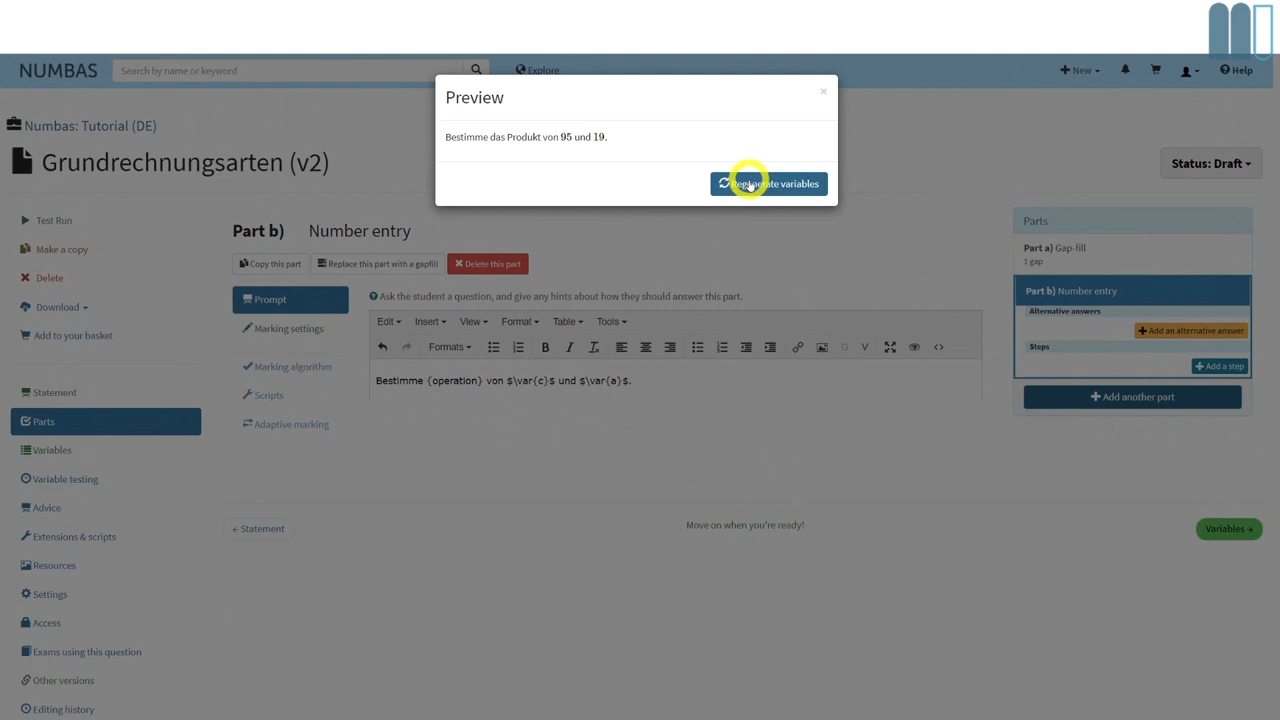 NUMBAS
Search by name or keyword
Explore
New
Help
Preview
×
Bestimme das Produkt von 95 und 19.
Regenerate variables
Numbas: Tutorial (DE)
Grundrechnungsarten (v2)
Status: Draft
Test Run
Make a copy
Delete
Download
Add to your basket
Statement
Parts
Variables
Variable testing
Advice
Extensions & scripts
Resources
Settings
Access
Exams using this question
Other versions
Editing history
Part b) Number entry
Copy this part
Replace this part with a gapfill
Delete this part
Prompt
Marking settings
Marking algorithm
Scripts
Adaptive marking
Ask the student a question, and give any hints about how they should answer this part.
Edit Insert View Format Table Tools
Formats B I G V <>
Bestimme {operation} von $\var{c}$ und $\var{a}$.
← Statement
Move on when you're ready!
Variables →
Parts
Part a) Gap-fill
1 gap
Part b) Number entry
Alternative answers
Add an alternative answer
Steps
Add a step
Add another part